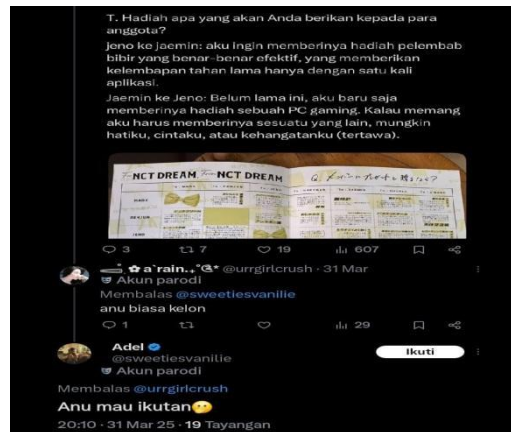 T. Hadiah apa yang akan Anda berikan kepada para
anggota?
jeno ke jaemin: aku ingin memberinya hadiah pelembab
bibir yang benar-benar efektif, yang memberikan
kelembapan tahan lama hanya dengan satu kali
aplikasi.
Jaemin ke Jeno: Belum lama ini, aku baru saja
memberinya hadiah sebuah PC gaming. Kalau memang
aku harus memberinya sesuatu yang lain, mungkin
hatiku, cintaku, atau kehangatanku (tertawa).
NCT DREAM NCT DREAM
3 7 19 607
a`rain.₊˚ @urrgirlcrush · 31 Mar
Akun parodi
Membalas @sweetiesvanilie
anu biasa kelon
1 29
Adel
@sweetiesvanilie
Ikuti
Akun parodi
Membalas @urrgirlcrush
Anu mau ikutan
20:10 · 31 Mar 25 · 19 Tayangan